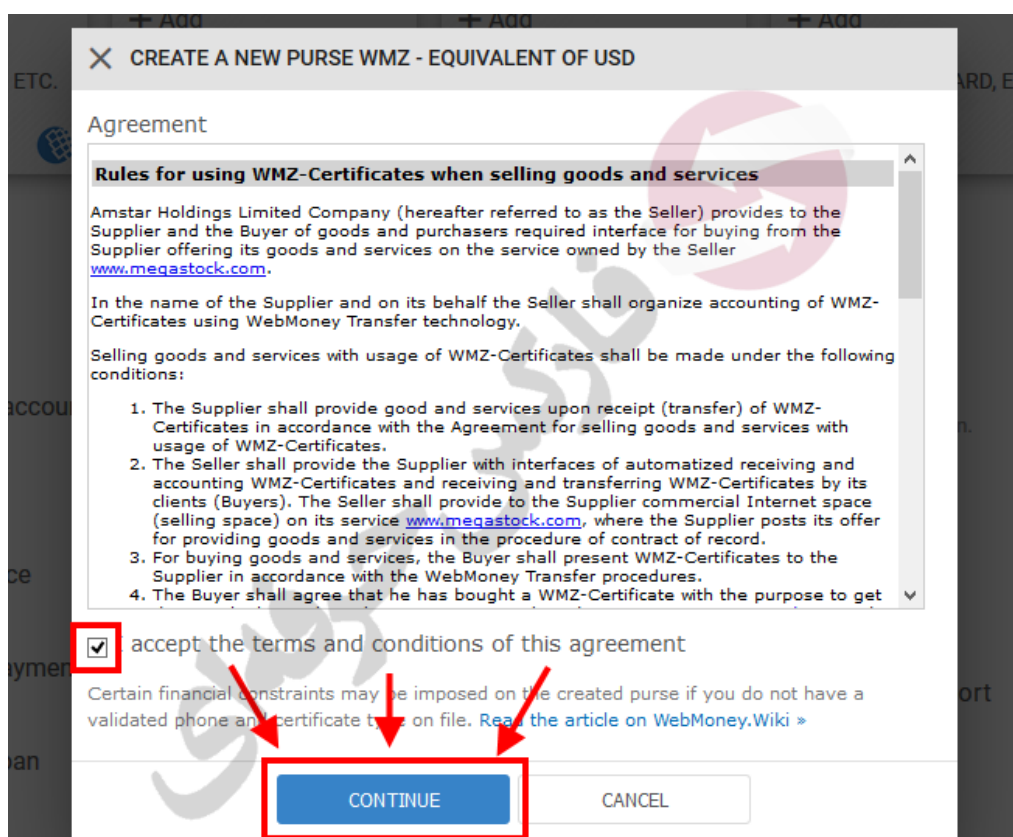 + Add + Add + Add
CREATE A NEW PURSE WMZ - EQUIVALENT OF USD
ETC.
ARD, E
Agreement
Rules for using WMZ-Certificates when selling goods and services
Amstar Holdings Limited Company (hereafter referred to as the Seller) provides to the
Supplier and the Buyer of goods and purchasers required interface for buying from the
Supplier offering its goods and services on the service owned by the Seller
www.megastock.com.
In the name of the Supplier and on its behalf the Seller shall organize accounting of WMZ-
Certificates using WebMoney Transfer technology.
Selling goods and services with usage of WMZ-Certificates shall be made under the following
conditions:
1. The Supplier shall provide good and services upon receipt (transfer) of WMZ-
Certificates in accordance with the Agreement for selling goods and services with
usage of WMZ-Certificates.
2. The Seller shall provide the Supplier with interfaces of automatized receiving and
accounting WMZ-Certificates and receiving and transferring WMZ-Certificates by its
clients (Buyers). The Seller shall provide to the Supplier commercial Internet space
(selling space) on its service www.megastock.com, where the Supplier posts its offer
for providing goods and services in the procedure of contract of record.
3. For buying goods and services, the Buyer shall present WMZ-Certificates to the
Supplier in accordance with the WebMoney Transfer procedures.
4. The Buyer shall agree that he has bought a WMZ-Certificate with the purpose to get
accou
n.
ce
aymen
ort
oan
accept the terms and conditions of this agreement
Certain financial constraints may be imposed on the created purse if you do not have a
validated phone and certificate type on file. Read the article on WebMoney.Wiki »
CONTINUE CANCEL